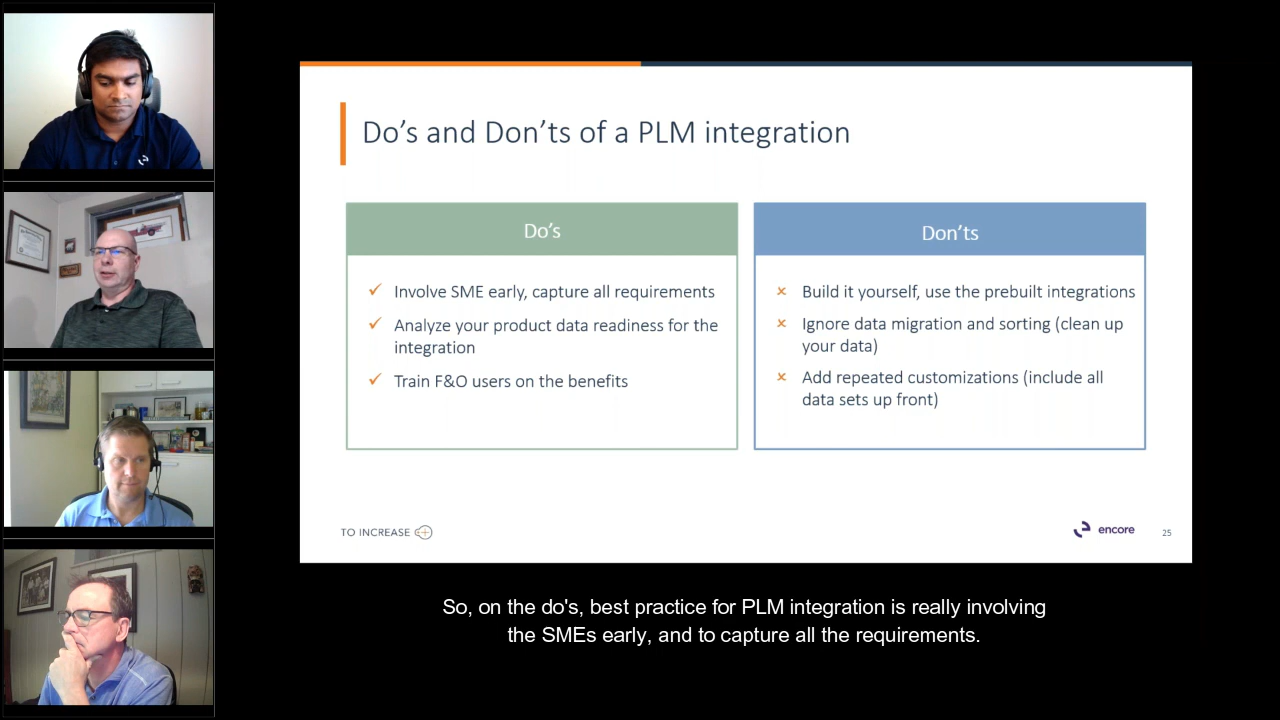 Do's and Don'ts of a PLM integration
Do's
Involve SME early, capture all requirements
Analyze your product data readiness for the
integration
Train F&O users on the benefits
Don'ts
Build it yourself, use the prebuilt integrations
Ignore data migration and sorting (clean up
your data)
Add repeated customizations (include all
data sets up front)
TO INCREASE
encore
25
So, on the do's, best practice for PLM integration is really involving
the SMEs early, and to capture all the requirements.